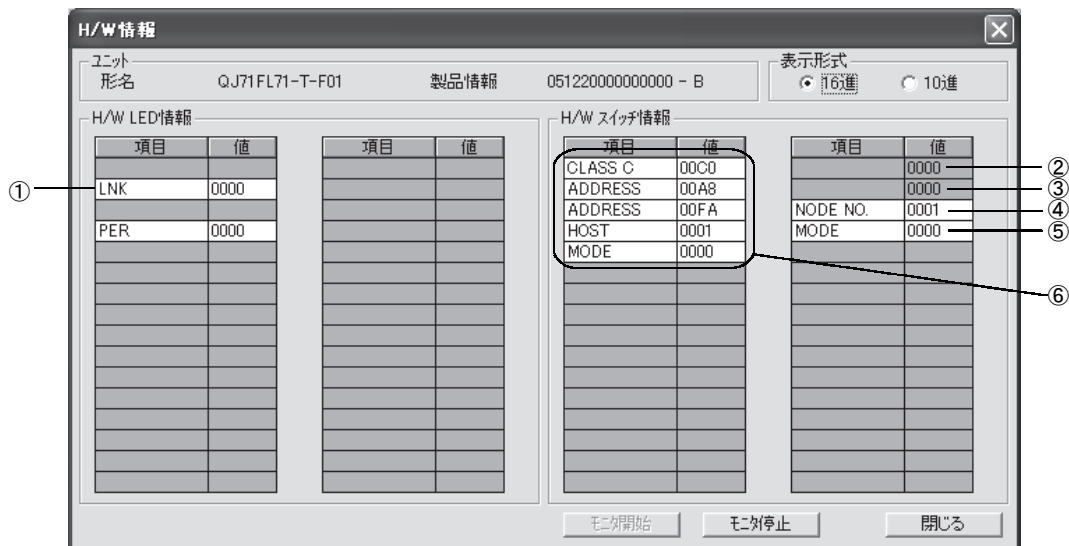 H/W情報
ユニット
形名 QJ71FL71-T-F01 製品情報 051220000000000 - B
表示形式
16進 10進
H/W LED情報
項目 値 項目 値
LNK 0000
PER 0000
H/W スイッチ情報
項目 値 項目 値
CLASS C 00C0 0000
ADDRESS 00A8 0000
ADDRESS 00FA NODE NO. 0001
HOST 0001 MODE 0000
MODE 0000
モニタ開始 モニタ停止 閉じる
①
②
③
④
⑤
⑥